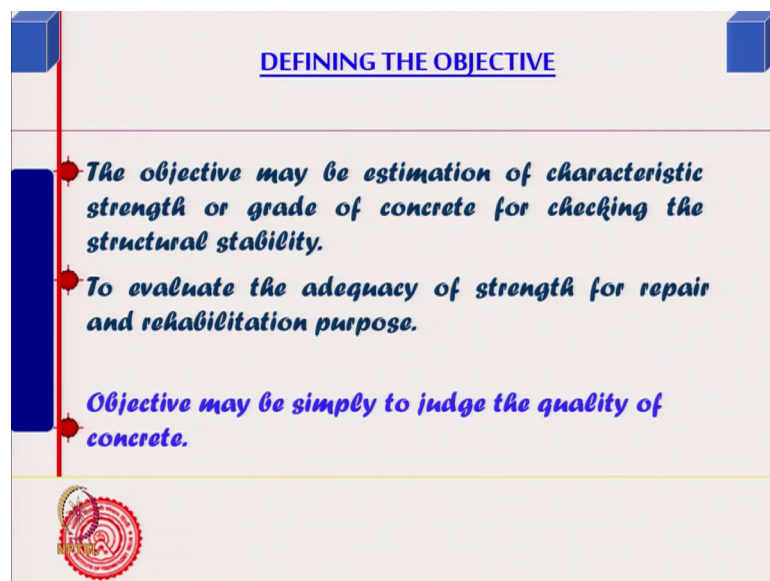 DEFINING THE OBJECTIVE
The objective may be estimation of characteristic
strength or grade of concrete for checking the
structural stability.
To evaluate the adequacy of strength for repair
and rehabilitation purpose.
Objective may be simply to judge the quality of
concrete.
NPTEL